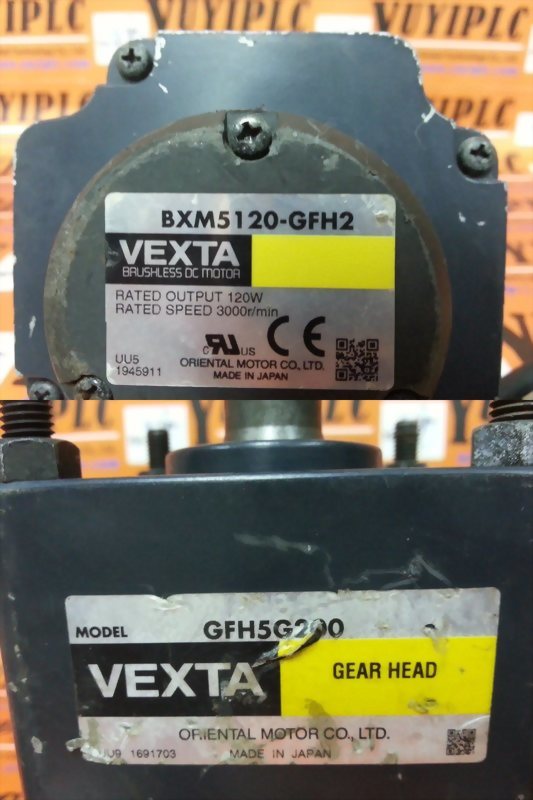 VUYIPLC
BXM5120-GFH2
VEXTA
BRUSHLESS DC MOTOR
RATED OUTPUT 120W
RATED SPEED 3000r/min
c RU US CE
UU5
1945911
ORIENTAL MOTOR CO., LTD.
MADE IN JAPAN
MODEL GFH5G200
VEXTA
GEAR HEAD
ORIENTAL MOTOR CO., LTD.
UU9 1691703 MADE IN JAPAN